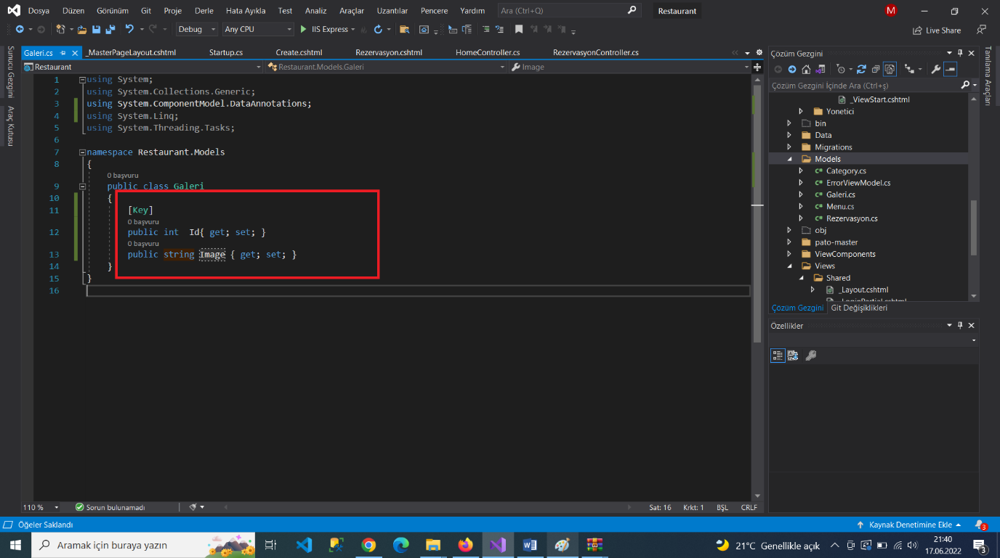 Dosya Düzen Görünüm Git Proje Derle Hata Ayıkla Test Analiz Araçlar Uzantılar Pencere Yardım Ara (Ctrl+Q) Restaurant M
Debug Any CPU IIS Express Live Share
Sunucu Gezgini
Araç Kutusu
Galeri.cs _MasterPageLayout.cshtml Startup.cs Create.cshtml Rezervasyon.cshtml HomeController.cs RezervasyonController.cs
Restaurant Restaurant.Models.Galeri Image
1 using System;
2 using System.Collections.Generic;
3 using System.ComponentModel.DataAnnotations;
4 using System.Linq;
5 using System.Threading.Tasks;
6
7 namespace Restaurant.Models
8 {
0 başvuru
9 public class Galeri
10 {
11 [Key]
0 başvuru
12 public int Id{ get; set; }
0 başvuru
13 public string Image { get; set; }
14 }
15 }
16
110 % Sorun bulunamadı Sat: 16 Krkt: 1 BŞL CRLF
Çözüm Gezgini
Çözüm Gezgini İçinde Ara (Ctrl+ş)
_ViewStart.cshtml
Yonetici
bin
Data
Migrations
Models
C# Category.cs
C# ErrorViewModel.cs
C# Galeri.cs
C# Menu.cs
C# Rezervasyon.cs
obj
pato-master
ViewComponents
Views
Shared
_Layout.cshtml
_LoginPartial.cshtml
Çözüm Gezgini Git Değişiklikleri
Özellikler
Tanılama Araçları
Öğeler Saklandı Kaynak Denetimine Ekle 3
Aramak için buraya yazın 21°C Genellikle açık 21:40
17.06.2022 3